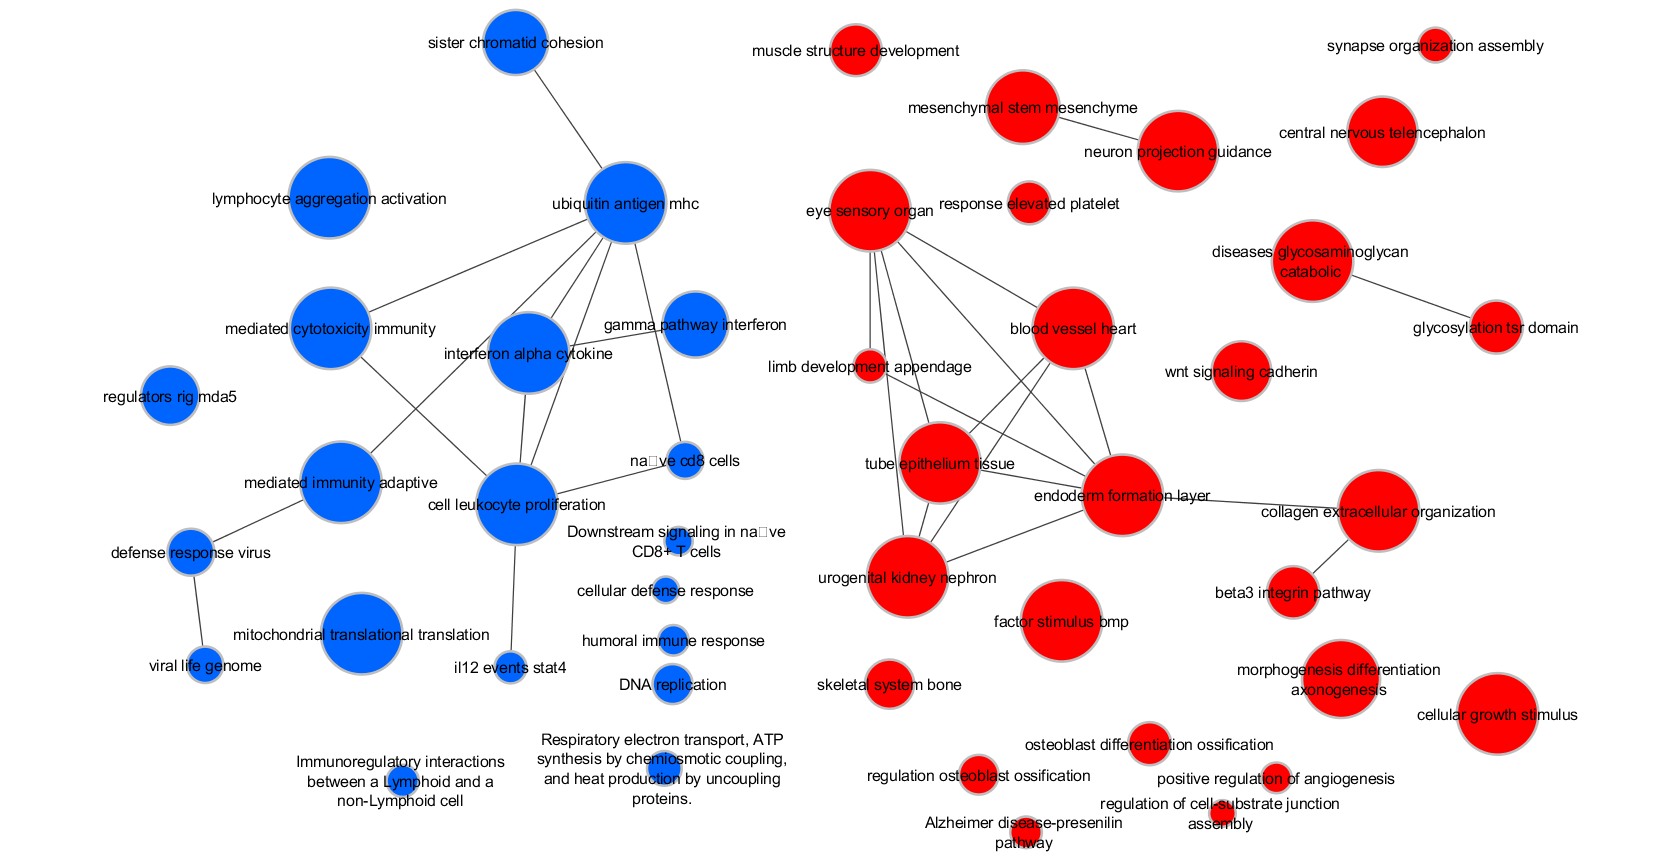 sister chromatid cohesion
muscle structure development
synapse organization assembly
mesenchymal stem mesenchyme
central nervous telencephalon
neuron projection guidance
lymphocyte aggregation activation
ubiquitin antigen mhc
eye sensory organ
response elevated platelet
diseases glycosaminoglycan
catabolic
mediated cytotoxicity immunity
gamma pathway interferon
blood vessel heart
glycosylation tsr domain
interferon alpha cytokine
limb development appendage
wnt signaling cadherin
regulators rig mda5
na□ve cd8 cells
tube epithelium tissue
mediated immunity adaptive
endoderm formation layer
cell leukocyte proliferation
collagen extracellular organization
Downstream signaling in na□ve
CD8+ T cells
defense response virus
urogenital kidney nephron
cellular defense response
beta3 integrin pathway
factor stimulus bmp
mitochondrial translational translation
humoral immune response
viral life genome
il12 events stat4
morphogenesis differentiation
axonogenesis
DNA replication
skeletal system bone
cellular growth stimulus
osteoblast differentiation ossification
Respiratory electron transport, ATP
synthesis by chemiosmotic coupling,
and heat production by uncoupling
proteins.
Immunoregulatory interactions
between a Lymphoid and a
non-Lymphoid cell
regulation osteoblast ossification
positive regulation of angiogenesis
regulation of cell-substrate junction
assembly
Alzheimer disease-presenilin
pathway